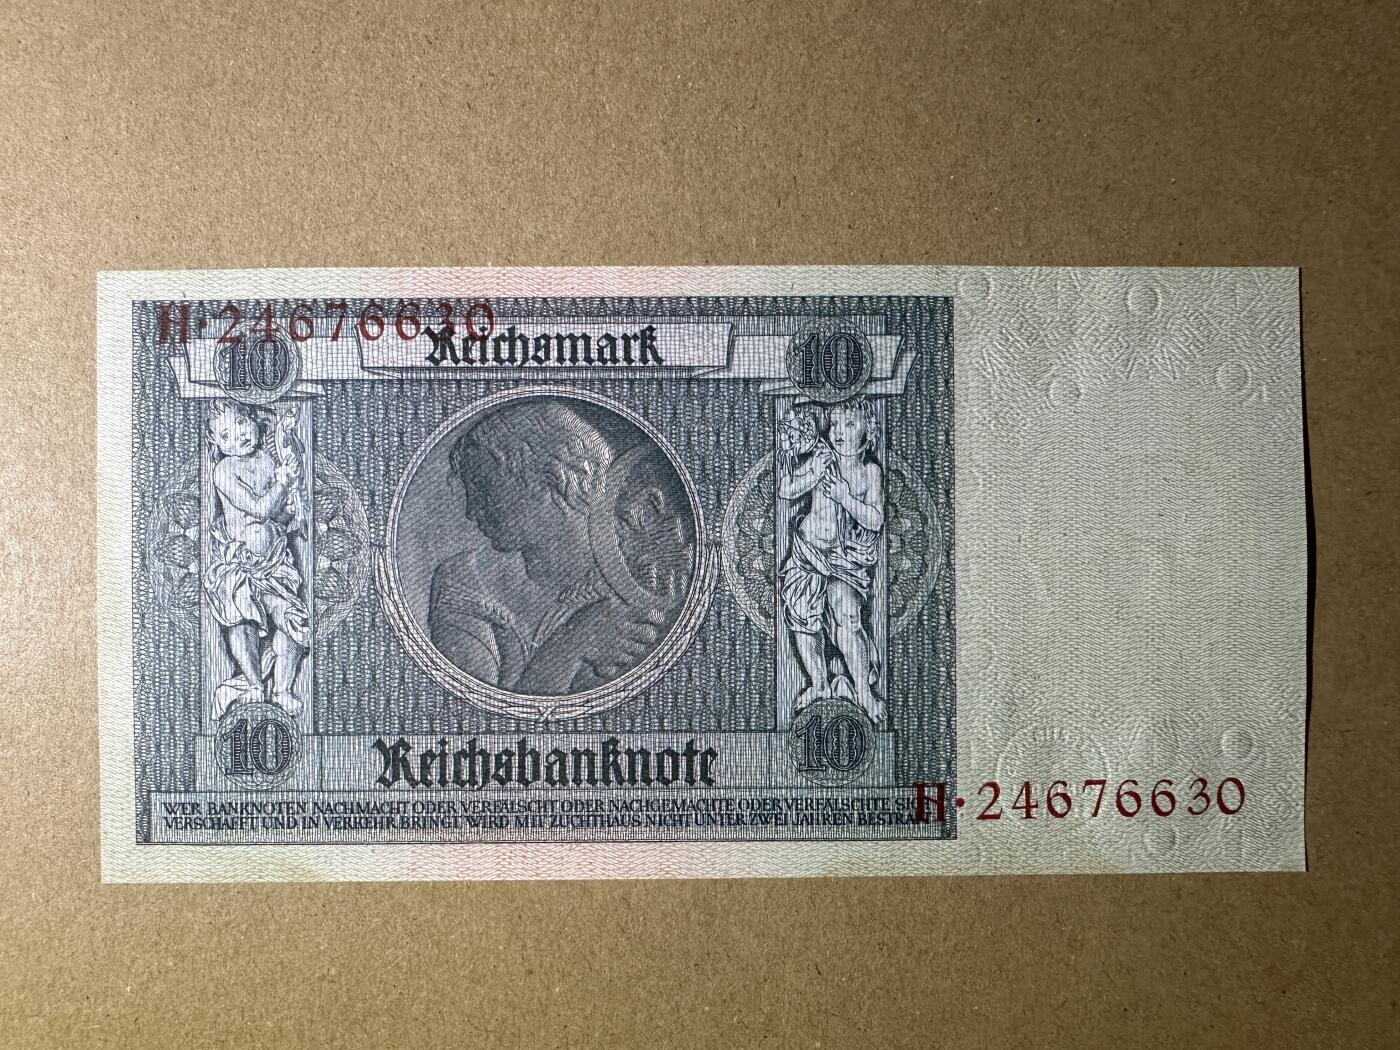 H·24676630
10 Reichsmark 10
10 Reichsbanknote 10
WER BANKNOTEN NACHMACHT ODER VERFÄLSCHT ODER NACHGEMACHTE ODER VERFÄLSCHTE SICH
VERSCHAFFT UND IN VERKEHR BRINGT, WIRD MIT ZUCHTHAUS NICHT UNTER ZWEI JAHREN BESTRAFT
H·24676630